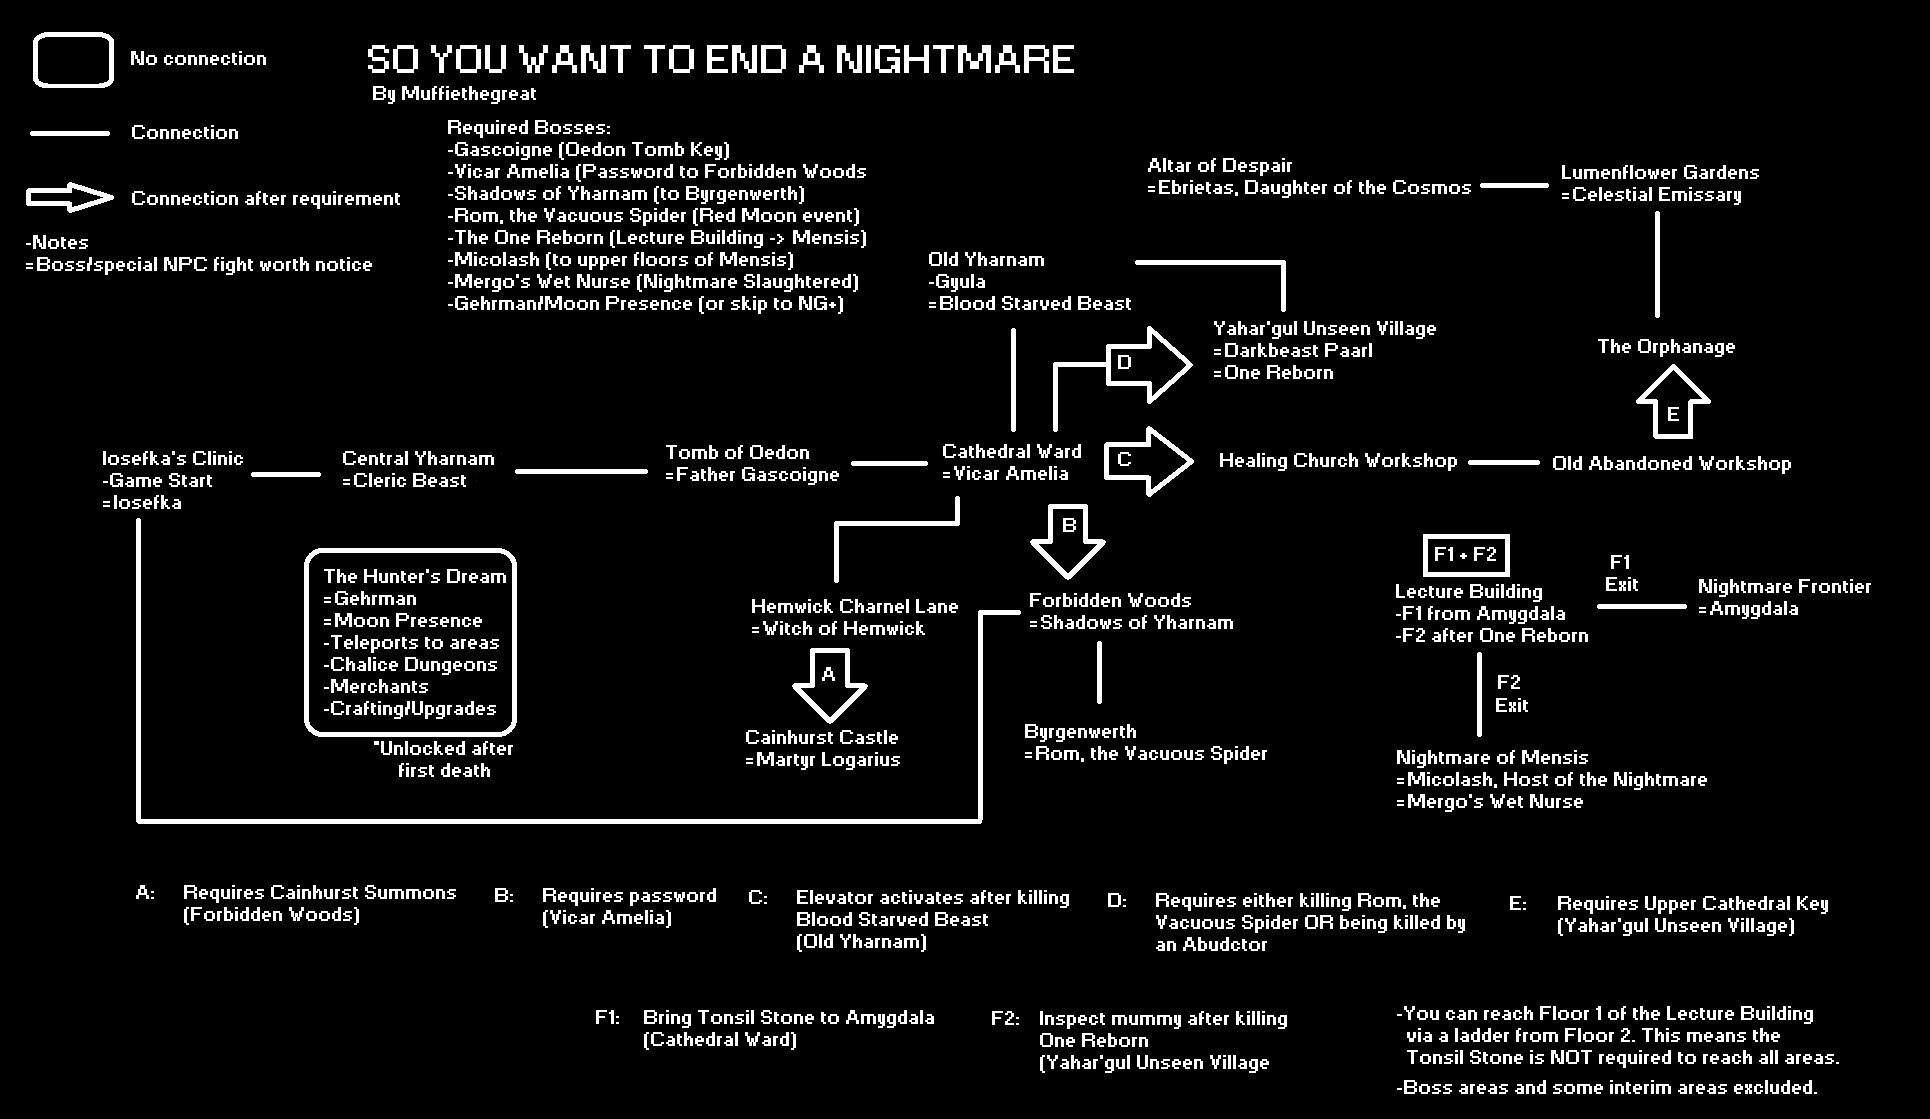 No connection
SO YOU WANT TO END A NIGHTMARE
By Muffiethegreat
Connection
Connection after requirement
-Notes
=Boss/special NPC fight worth notice
Required Bosses:
-Gascoigne (Oedon Tomb Key)
-Vicar Amelia (Password to Forbidden Woods
-Shadows of Yharnam (to Byrgenwerth)
-Rom, the Vacuous Spider (Red Moon event)
-The One Reborn (Lecture Building -> Mensis)
-Micolash (to upper floors of Mensis)
-Mergo's Wet Nurse (Nightmare Slaughtered)
-Gehrman/Moon Presence (or skip to NG+)
Altar of Despair
=Ebrietas, Daughter of the Cosmos
Lumenflower Gardens
=Celestial Emissary
Old Yharnam
-Gyula
=Blood Starved Beast
Yahar'gul Unseen Village
=Darkbeast Paarl
=One Reborn
The Orphanage
D
E
Iosefka's Clinic
-Game Start
=Iosefka
Central Yharnam
=Cleric Beast
Tomb of Oedon
=Father Gascoigne
Cathedral Ward
=Vicar Amelia
C
Healing Church Workshop
Old Abandoned Workshop
B
The Hunter's Dream
=Gehrman
=Moon Presence
-Teleports to areas
-Chalice Dungeons
-Merchants
-Crafting/Upgrades
*Unlocked after
first death
Hemwick Charnel Lane
=Witch of Hemwick
A
Cainhurst Castle
=Martyr Logarius
Forbidden Woods
=Shadows of Yharnam
Byrgenwerth
=Rom, the Vacuous Spider
F1 + F2
Lecture Building
-F1 from Amygdala
-F2 after One Reborn
F1
Exit
Nightmare Frontier
=Amygdala
F2
Exit
Nightmare of Mensis
=Micolash, Host of the Nightmare
=Mergo's Wet Nurse
A: Requires Cainhurst Summons
(Forbidden Woods)
B: Requires password
(Vicar Amelia)
C: Elevator activates after killing
Blood Starved Beast
(Old Yharnam)
D: Requires either killing Rom, the
Vacuous Spider OR being killed by
an Abudctor
E: Requires Upper Cathedral Key
(Yahar'gul Unseen Village)
F1: Bring Tonsil Stone to Amygdala
(Cathedral Ward)
F2: Inspect mummy after killing
One Reborn
(Yahar'gul Unseen Village
-You can reach Floor 1 of the Lecture Building
via a ladder from Floor 2. This means the
Tonsil Stone is NOT required to reach all areas.
-Boss areas and some interim areas excluded.